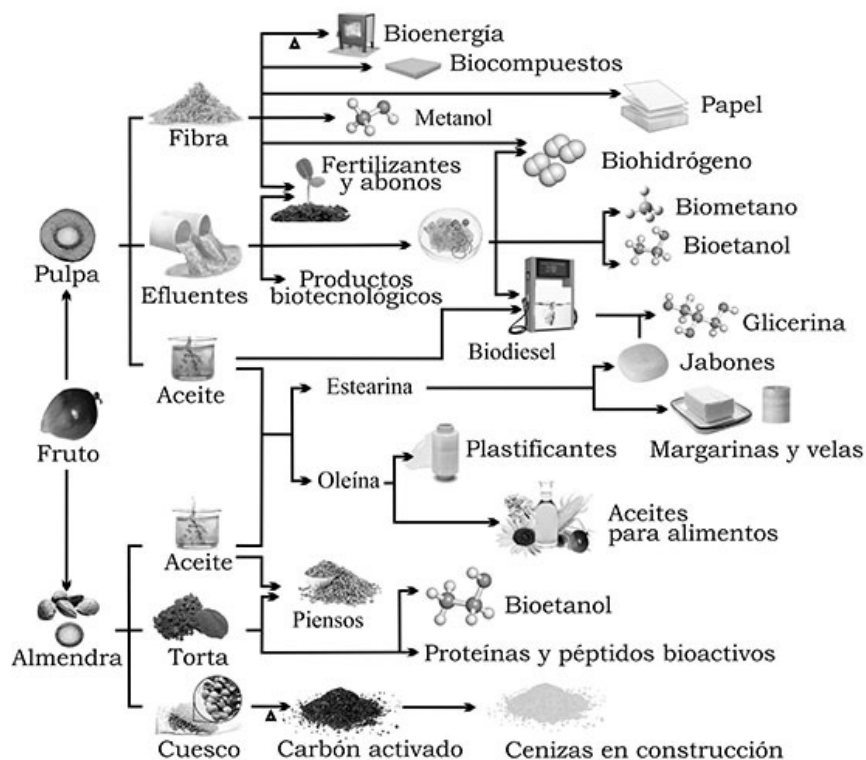 Bioenergía
Δ
Biocompuestos
Papel
Metanol
Fibra
Biohidrógeno
Fertilizantes
y abonos
Biometano
Bioetanol
Pulpa
Efluentes
Productos
biotecnológicos
Glicerina
Biodiesel
Jabones
Aceite
Estearina
Margarinas y velas
Fruto
Plastificantes
Oleína
Aceites
para alimentos
Aceite
Piensos
Bioetanol
Almendra
Torta
Proteínas y péptidos bioactivos
Δ
Cuesco
Carbón activado
Cenizas en construcción